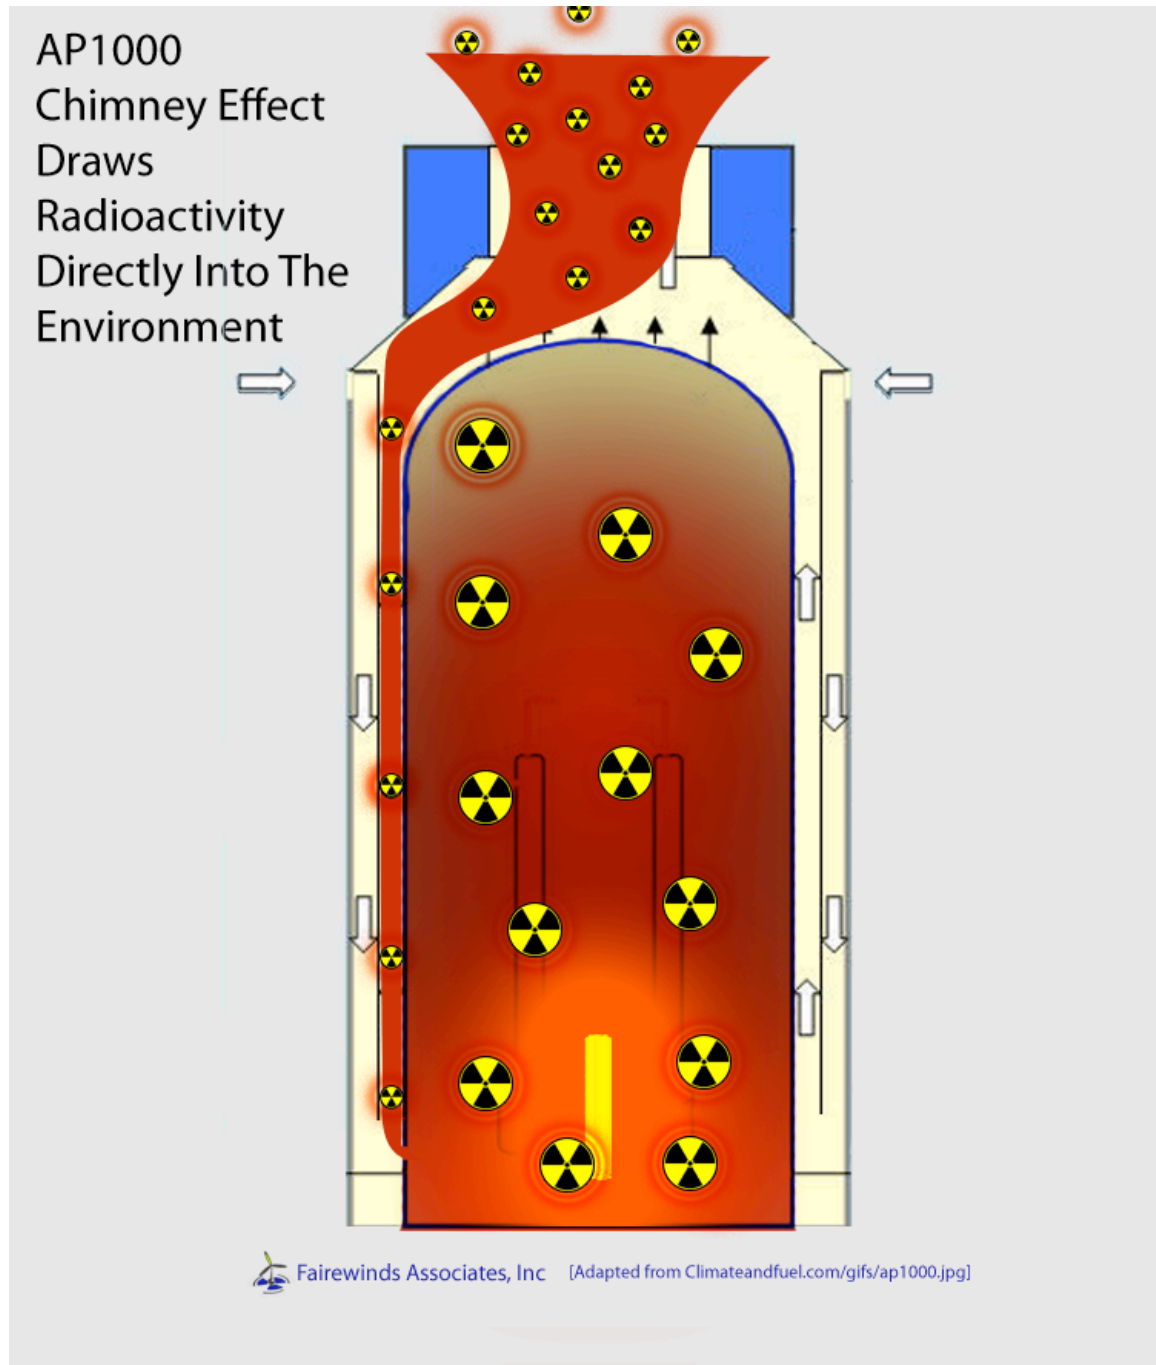 AP1000
Chimney Effect
Draws
Radioactivity
Directly Into The
Environment
Fairewinds Associates, Inc [Adapted from Climateandfuel.com/gifs/ap1000.jpg]